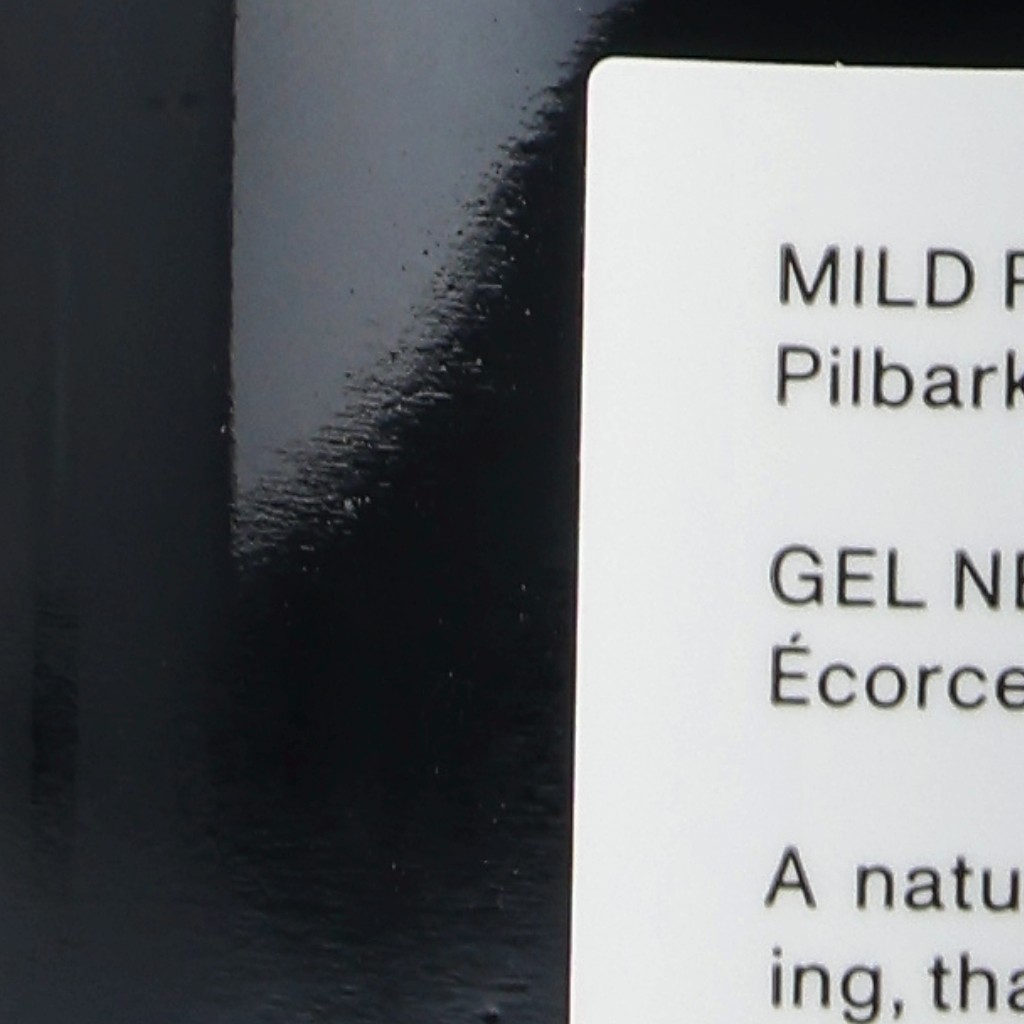 MILD
Pilbark
GEL NE
Écorce
A natu
ing, tha